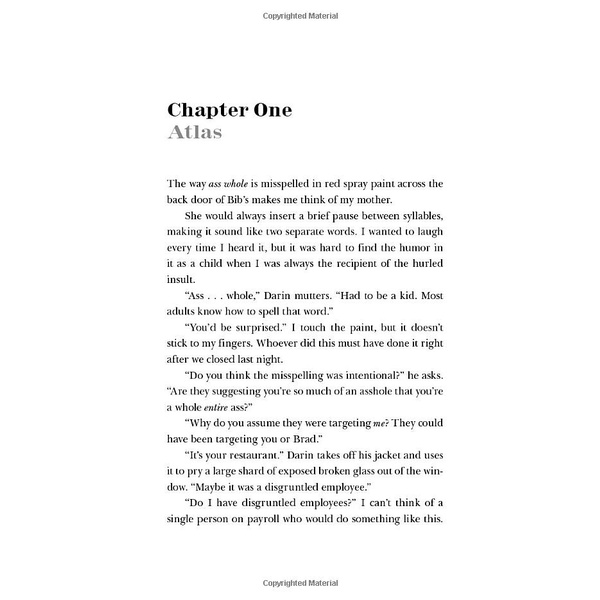 Copyrighted Material
Chapter One
Atlas
The way ass whole is misspelled in red spray paint across the
back door of Bib's makes me think of my mother.
She would always insert a brief pause between syllables,
making it sound like two separate words. I wanted to laugh
every time I heard it, but it was hard to find the humor in
it as a child when I was always the recipient of the hurled
insult.
“Ass . . . whole,” Darin mutters. “Had to be a kid. Most
adults know how to spell that word.”
“You’d be surprised.” I touch the paint, but it doesn’t
stick to my fingers. Whoever did this must have done it right
after we closed last night.
“Do you think the misspelling was intentional?” he asks.
“Are they suggesting you’re so much of an asshole that you’re
a whole entire ass?”
“Why do you assume they were targeting me? They could
have been targeting you or Brad.”
“It’s your restaurant.” Darin takes off his jacket and uses
it to pry a large shard of exposed broken glass out of the win-
dow. “Maybe it was a disgruntled employee.”
“Do I have disgruntled employees?” I can’t think of a
single person on payroll who would do something like this.
Copyrighted Material